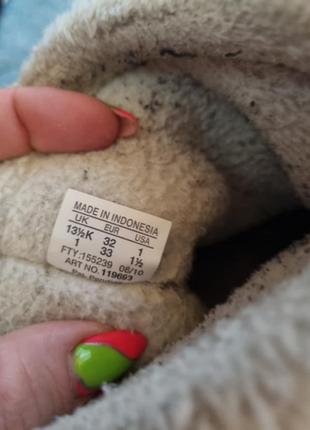 MADE IN INDONESIA
UK EUR USA
13½K 32 1
1 33 1½
FTY:155239 08/10
ART NO. 119693